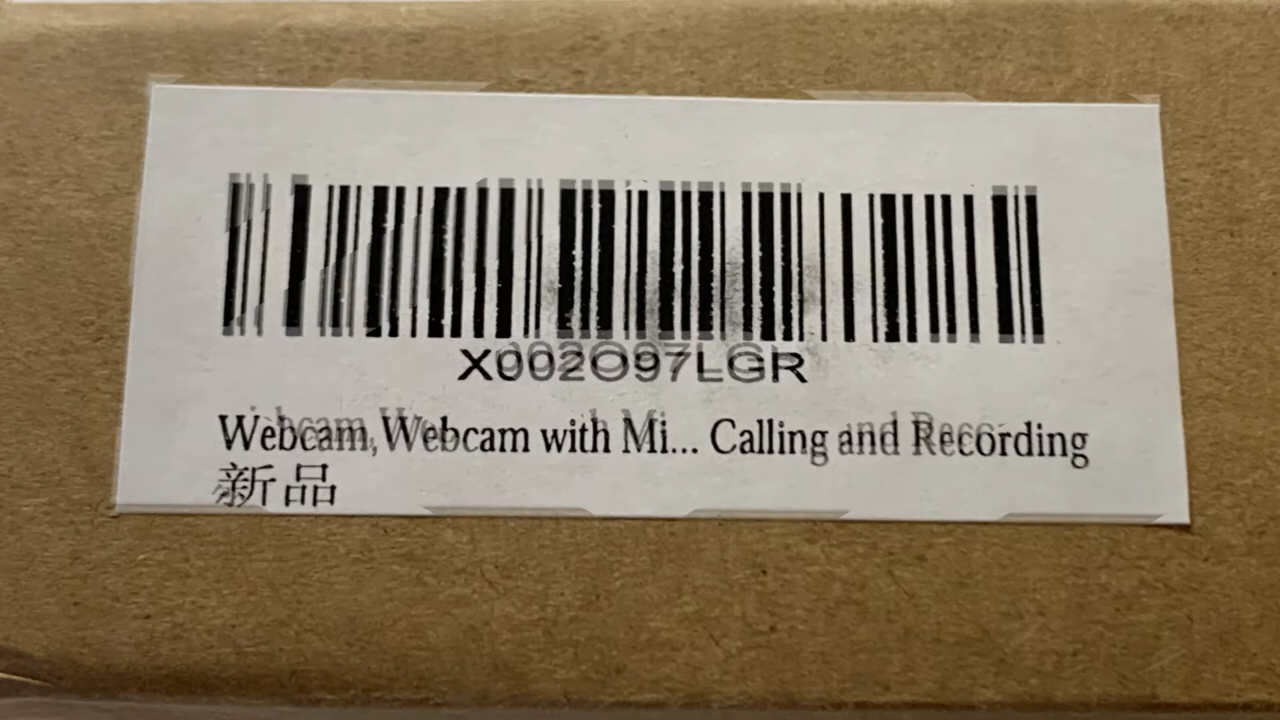 X002O97LGR
Webcam,Webcam with Mi... Calling and Recording
新品